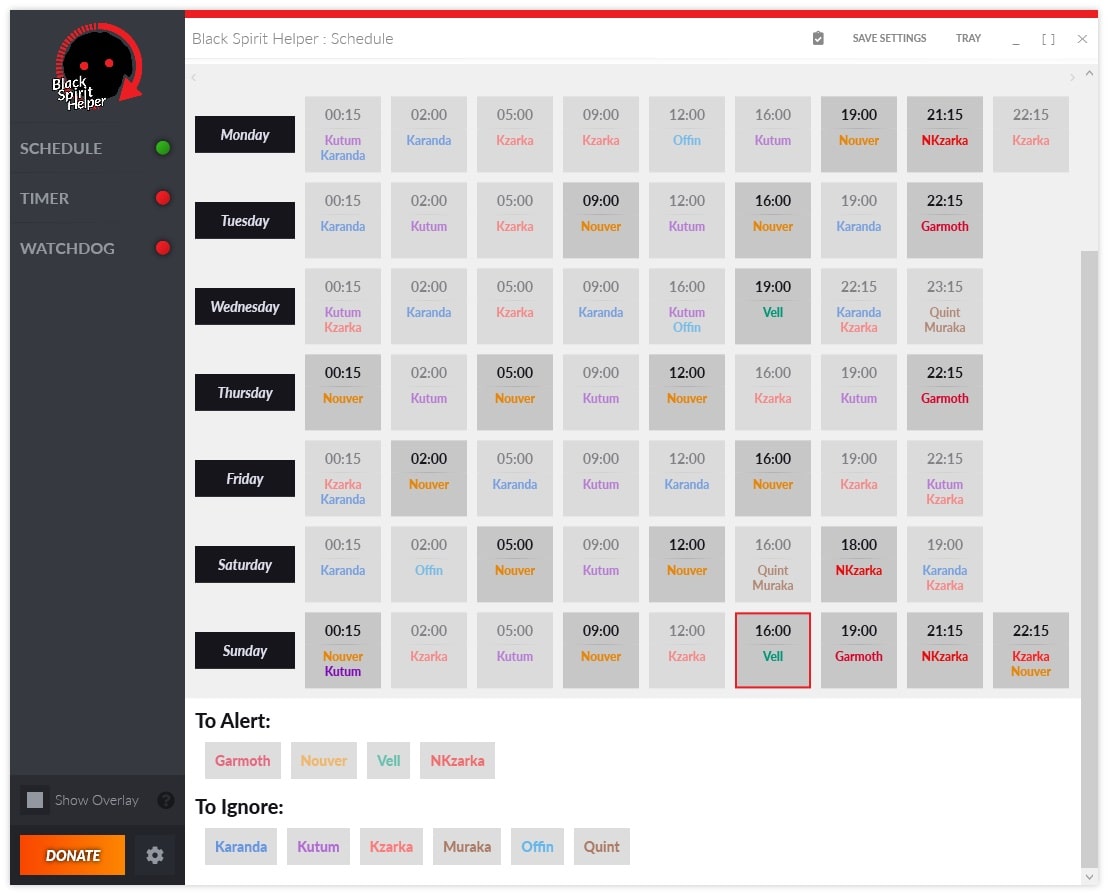 Black
Spirit
Helper
Black Spirit Helper : Schedule
SAVE SETTINGS
TRAY
SCHEDULE
TIMER
WATCHDOG
Monday
00:15 02:00 05:00 09:00 12:00 16:00 19:00 21:15 22:15
Kutum Karanda Kzarka Kzarka Offin Kutum Nouver NKzarka Kzarka
Karanda
Tuesday
00:15 02:00 05:00 09:00 12:00 16:00 19:00 22:15
Karanda Kutum Kzarka Nouver Kutum Nouver Karanda Garmoth
Wednesday
00:15 02:00 05:00 09:00 16:00 19:00 22:15 23:15
Kutum Karanda Kzarka Karanda Kutum Vell Karanda Quint
Kzarka Offin Kzarka Muraka
Thursday
00:15 02:00 05:00 09:00 12:00 16:00 19:00 22:15
Nouver Kutum Nouver Kutum Nouver Kzarka Kutum Garmoth
Friday
00:15 02:00 05:00 09:00 12:00 16:00 19:00 22:15
Kzarka Nouver Karanda Kutum Karanda Nouver Kzarka Kutum
Karanda Kzarka
Saturday
00:15 02:00 05:00 09:00 12:00 16:00 18:00 19:00
Karanda Offin Nouver Kutum Nouver Quint NKzarka Karanda
Muraka Kzarka
Sunday
00:15 02:00 05:00 09:00 12:00 16:00 19:00 21:15 22:15
Nouver Kzarka Kutum Nouver Kzarka Vell Garmoth NKzarka Kzarka
Kutum Nouver
To Alert:
Garmoth Nouver Vell NKzarka
To Ignore:
Karanda Kutum Kzarka Muraka Offin Quint
Show Overlay ?
DONATE